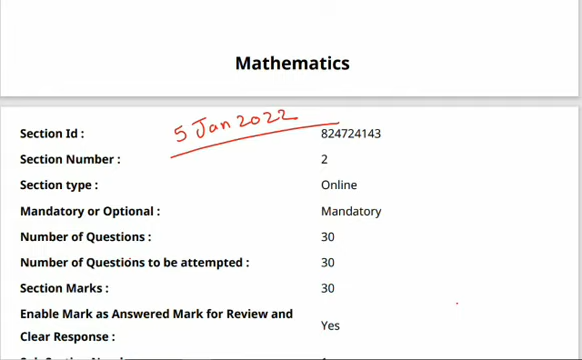 Mathematics
5 Jan 2022
Section Id : 824724143
Section Number : 2
Section type : Online
Mandatory or Optional : Mandatory
Number of Questions : 30
Number of Questions to be attempted : 30
Section Marks : 30
Enable Mark as Answered Mark for Review and
Clear Response : Yes